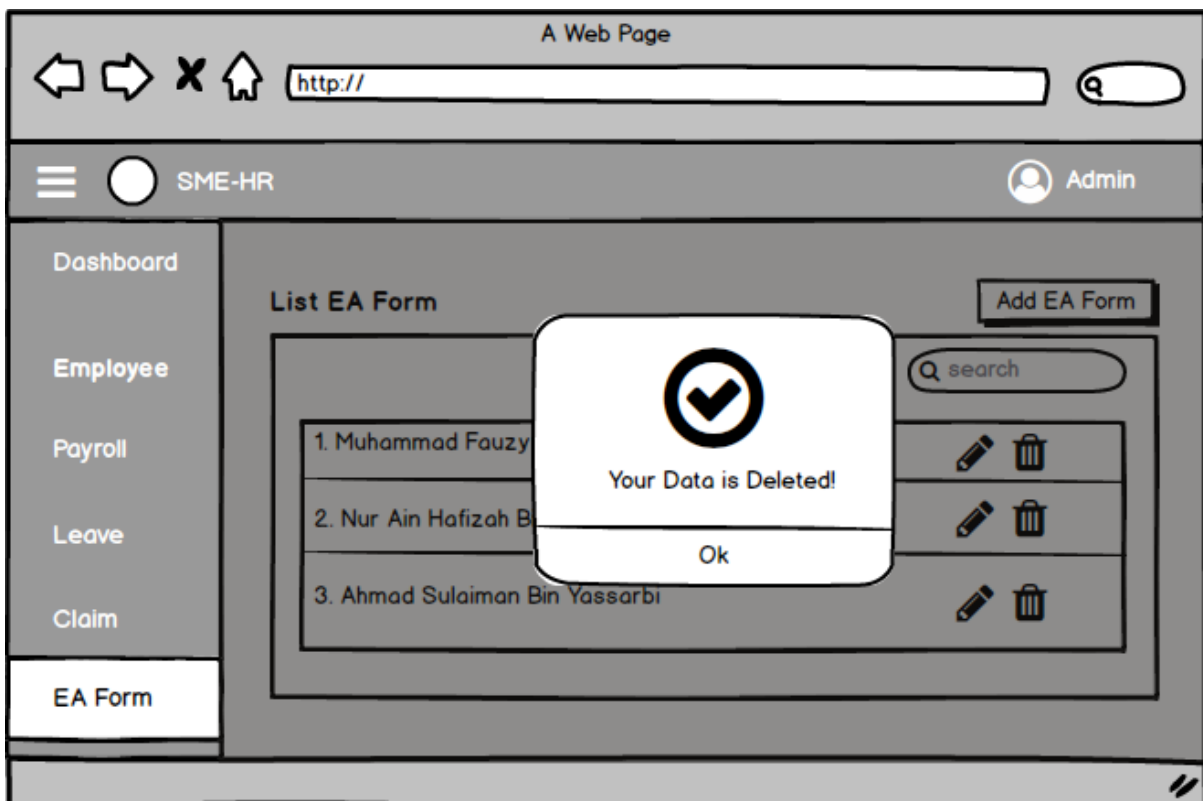 A Web Page
http://
SME-HR
Admin
Dashboard
Employee
Payroll
Leave
Claim
EA Form
List EA Form
Add EA Form
search
1. Muhammad Fauzy
2. Nur Ain Hafizah B
3. Ahmad Sulaiman Bin Yassarbi
Your Data is Deleted!
Ok